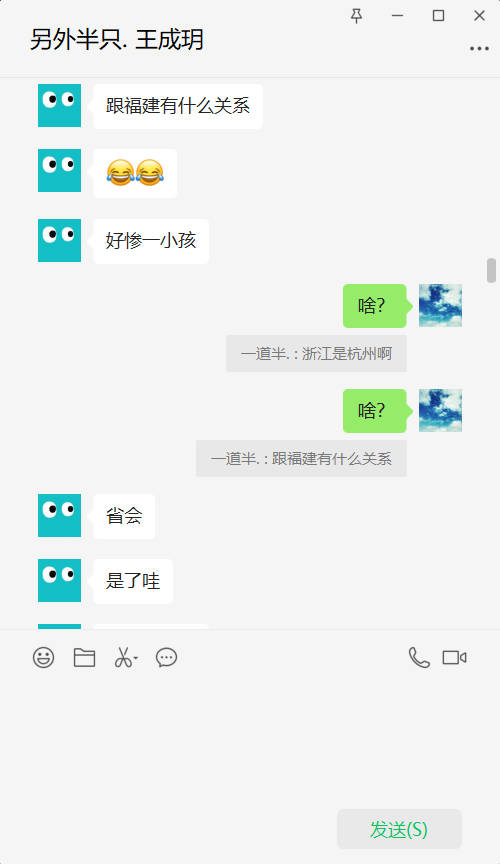 另外半只. 王成玥
跟福建有什么关系
😂😂
好惨一小孩
啥?
一道半. : 浙江是杭州啊
啥?
一道半. : 跟福建有什么关系
省会
是了哇
发送(S)